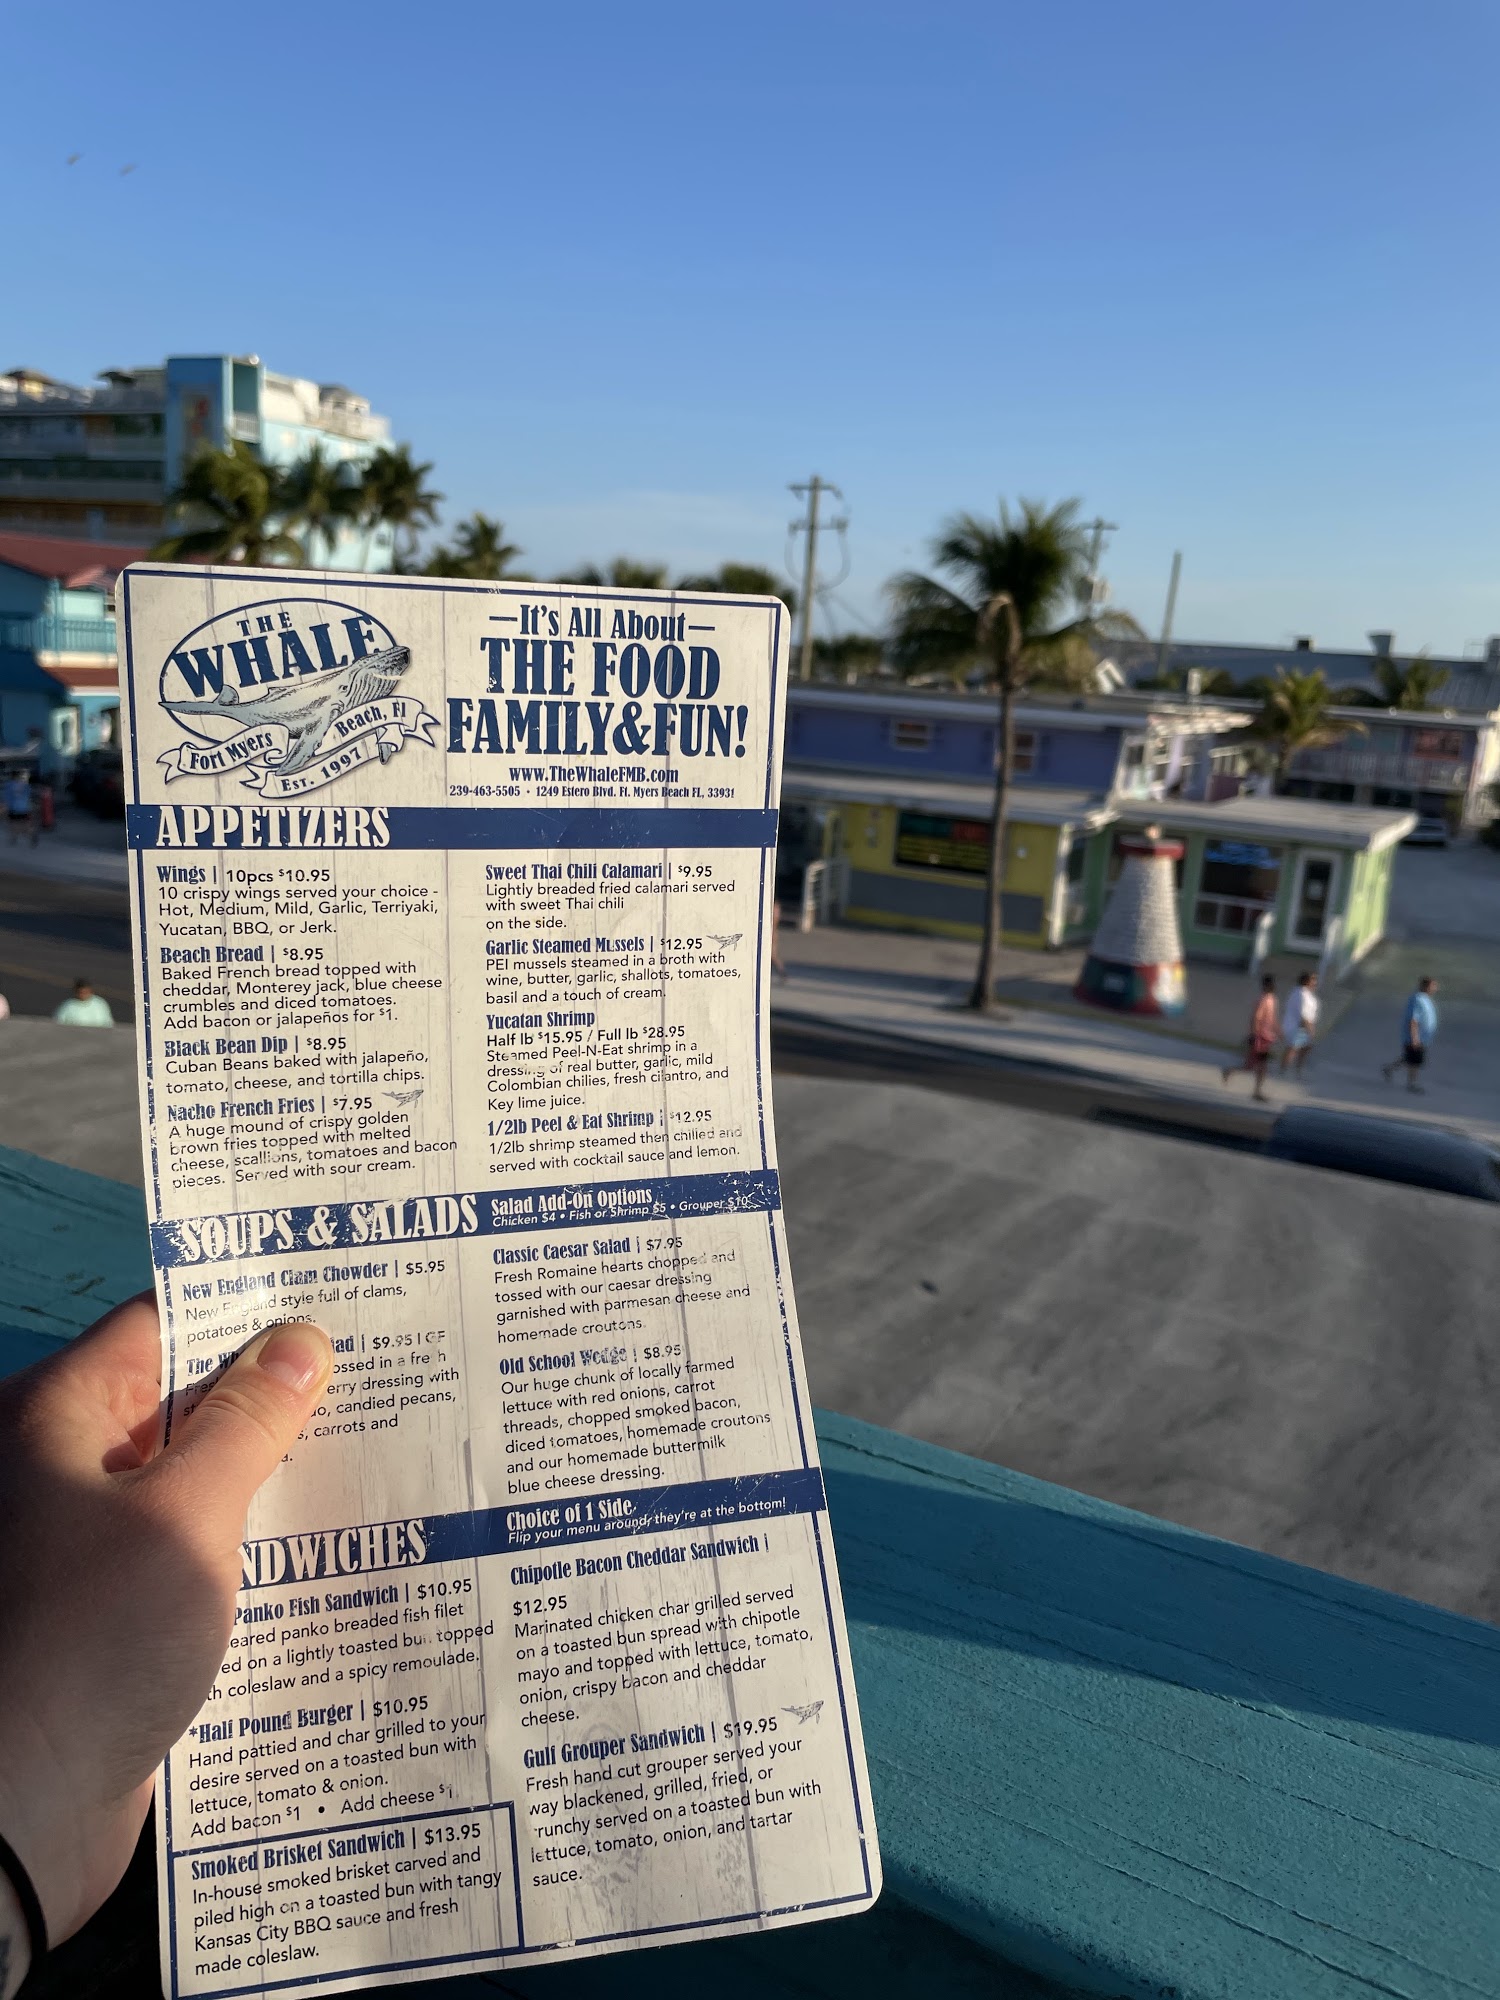 THE
WHALE
Fort Myers
Beach, Fl
Est. 1997
—It's All About—
THE FOOD
FAMILY&FUN!
www.TheWhaleFMB.com
239-463-5505 • 1249 Estero Blvd. Ft. Myers Beach FL, 33931
APPETIZERS
Wings | 10pcs $10.95
10 crispy wings served your choice -
Hot, Medium, Mild, Garlic, Terriyaki,
Yucatan, BBQ, or Jerk.
Beach Bread | $8.95
Baked French bread topped with
cheddar, Monterey jack, blue cheese
crumbles and diced tomatoes.
Add bacon or jalapeños for $1.
Black Bean Dip | $8.95
Cuban Beans baked with jalapeño,
tomato, cheese, and tortilla chips.
Nacho French Fries | $7.95
A huge mound of crispy golden
brown fries topped with melted
cheese, scallions, tomatoes and bacon
pieces. Served with sour cream.
Sweet Thai Chili Calamari | $9.95
Lightly breaded fried calamari served
with sweet Thai chili
on the side.
Garlic Steamed Mussels | $12.95
PEI mussels steamed in a broth with
wine, butter, garlic, shallots, tomatoes,
basil and a touch of cream.
Yucatan Shrimp
Half lb $15.95 / Full lb $28.95
Steamed Peel-N-Eat shrimp in a
dressing of real butter, garlic, mild
Colombian chilies, fresh cilantro, and
Key lime juice.
1/2lb Peel & Eat Shrimp | $12.95
1/2lb shrimp steamed then chilled and
served with cocktail sauce and lemon.
SOUPS & SALADS
Salad Add-On Options
Chicken $4 • Fish or Shrimp $5 • Grouper $10
New England Clam Chowder | $5.95
New England style full of clams,
potatoes & onions.
The Wh ad | $9.95 | GF
ossed in a fresh
erry dressing with
candied pecans,
carrots and
Classic Caesar Salad | $7.95
Fresh Romaine hearts chopped and
tossed with our caesar dressing
garnished with parmesan cheese and
homemade croutons.
Old School Wedge | $8.95
Our huge chunk of locally farmed
lettuce with red onions, carrot
threads, chopped smoked bacon,
diced tomatoes, homemade croutons
and our homemade buttermilk
blue cheese dressing.
NDWICHES
Choice of 1 Side
Flip your menu around, they're at the bottom!
Panko Fish Sandwich | $10.95
eared panko breaded fish filet
ed on a lightly toasted bun topped
th coleslaw and a spicy remoulade.
*Half Pound Burger | $10.95
Hand pattied and char grilled to your
desire served on a toasted bun with
lettuce, tomato & onion.
Add bacon $1 • Add cheese $1
Smoked Brisket Sandwich | $13.95
In-house smoked brisket carved and
piled high on a toasted bun with tangy
Kansas City BBQ sauce and fresh
made coleslaw.
Chipotle Bacon Cheddar Sandwich |
$12.95
Marinated chicken char grilled served
on a toasted bun spread with chipotle
mayo and topped with lettuce, tomato,
onion, crispy bacon and cheddar
cheese.
Gulf Grouper Sandwich | $19.95
Fresh hand cut grouper served your
way blackened, grilled, fried, or
crunchy served on a toasted bun with
lettuce, tomato, onion, and tartar
sauce.